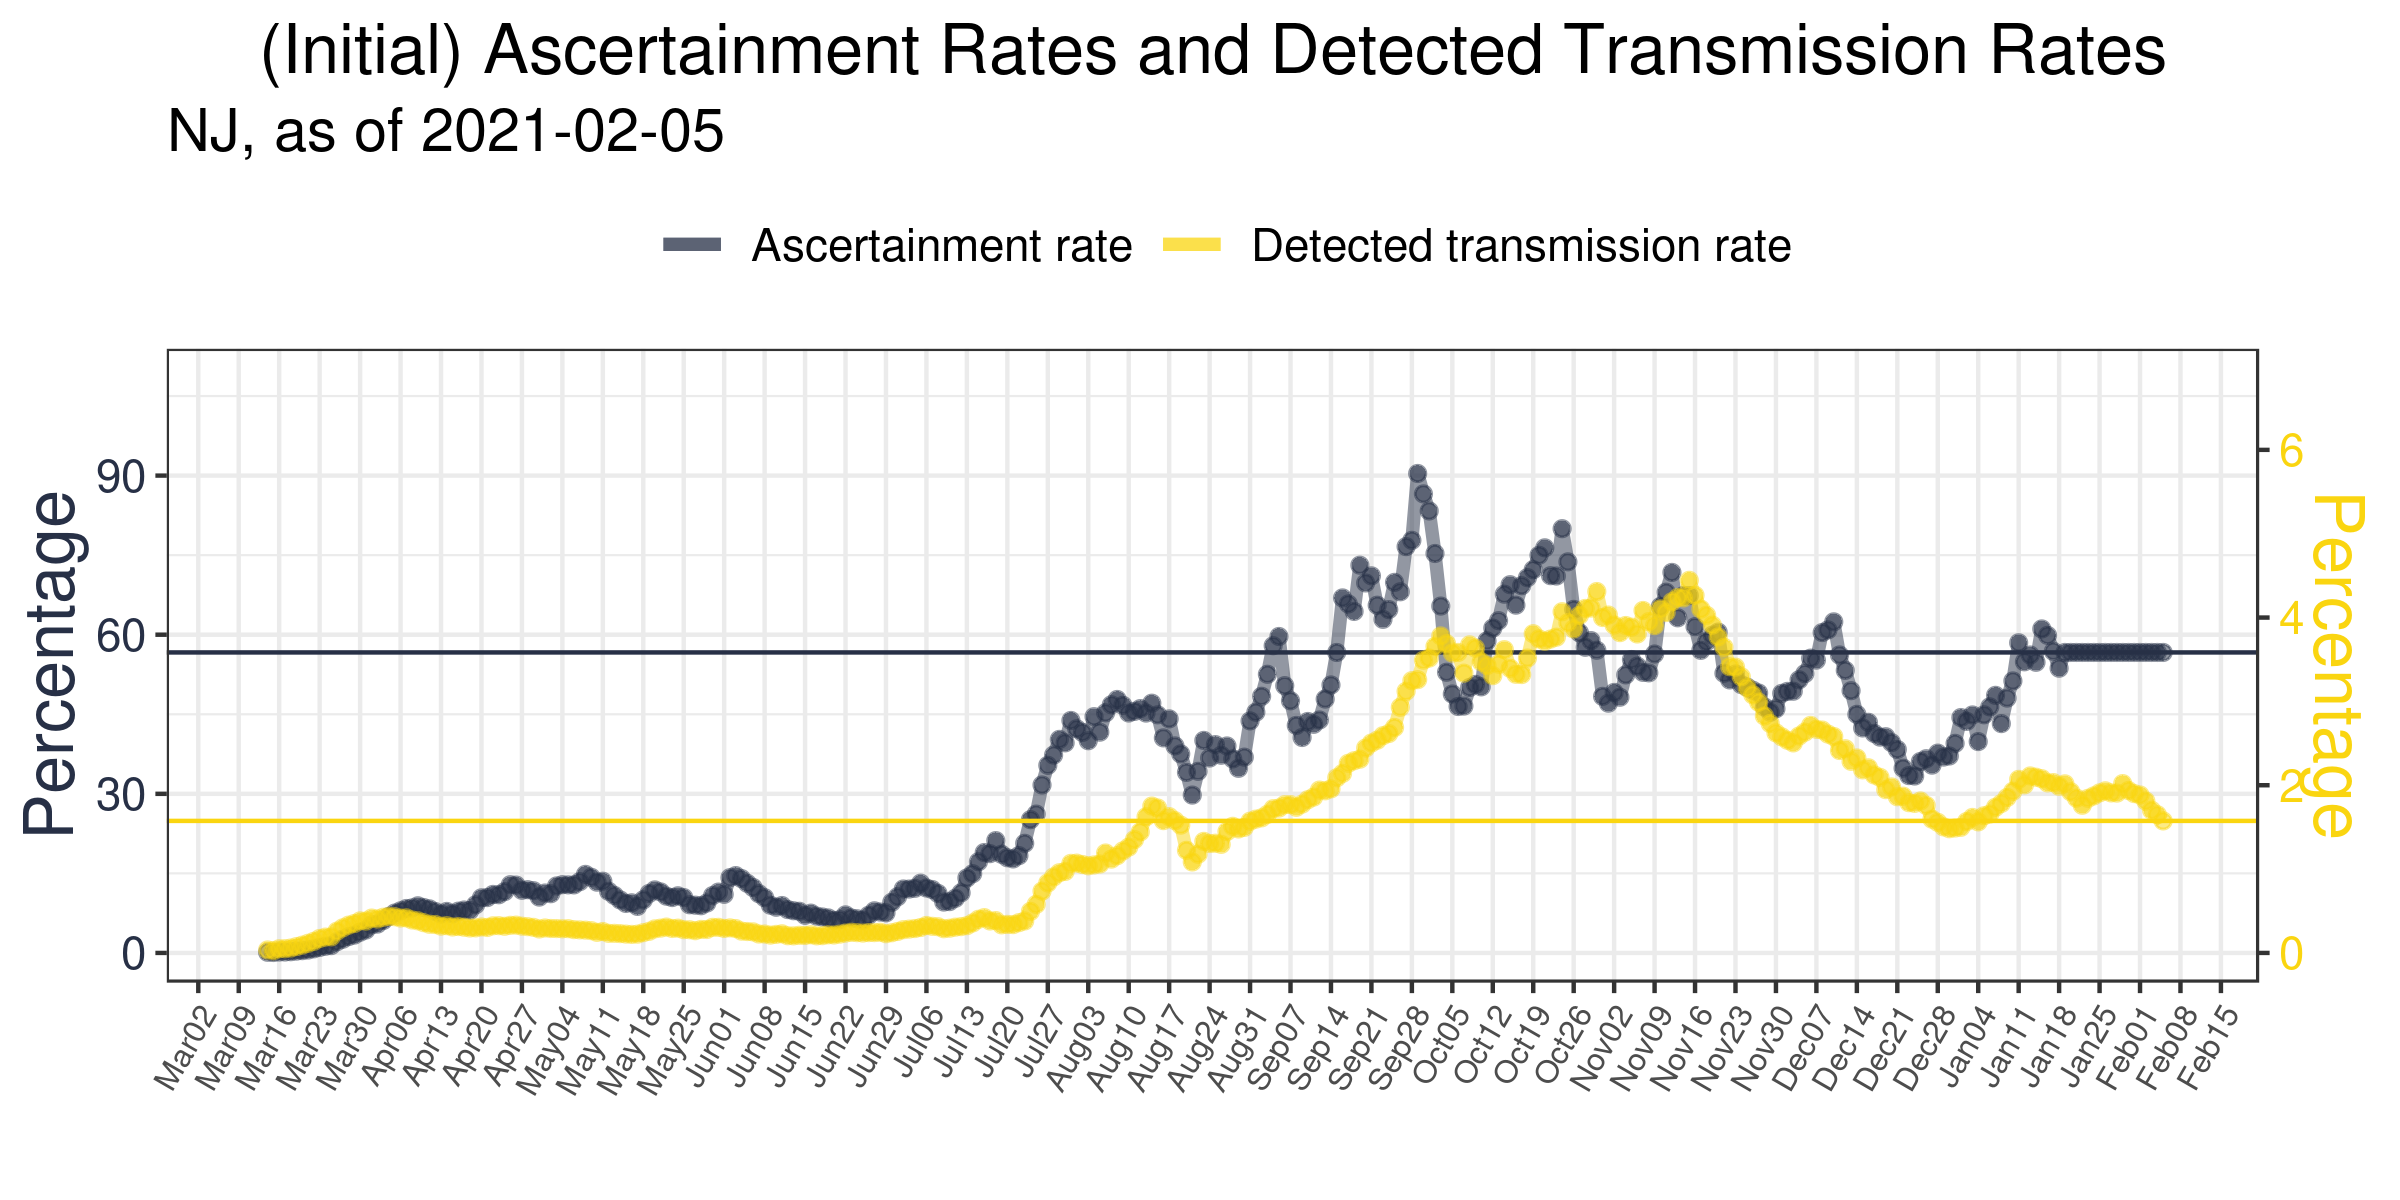 (Initial) Ascertainment Rates and Detected Transmission Rates
NJ, as of 2021-02-05
Ascertainment rate Detected transmission rate
Percentage
90
60
30
0
6
4
2
0
Percentage
Mar02 Mar09 Mar16 Mar23 Mar30 Apr06 Apr13 Apr20 Apr27 May04 May11 May18 May25 Jun01 Jun08 Jun15 Jun22 Jun29 Jul06 Jul13 Jul20 Jul27 Aug03 Aug10 Aug17 Aug24 Aug31 Sep07 Sep14 Sep21 Sep28 Oct05 Oct12 Oct19 Oct26 Nov02 Nov09 Nov16 Nov23 Nov30 Dec07 Dec14 Dec21 Dec28 Jan04 Jan11 Jan18 Jan25 Feb01 Feb08 Feb15